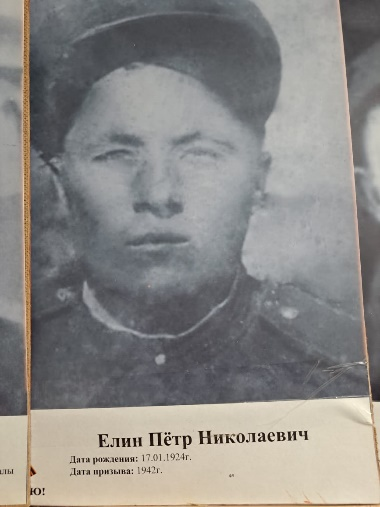 Елин Пётр Николаевич
Дата рождения: 17.01.1924г.
Дата призыва: 1942г.
Ю!